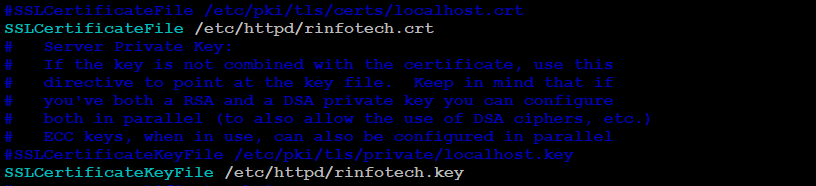 #SSLCertificateFile /etc/pki/tls/certs/localhost.crt
SSLCertificateFile /etc/httpd/rinfotech.crt
#   Server Private Key:
#   If the key is not combined with the certificate, use this
#   directive to point at the key file.  Keep in mind that if
#   you've both a RSA and a DSA private key you can configure
#   both in parallel (to also allow the use of DSA ciphers, etc.)
#   ECC keys, when in use, can also be configured in parallel
#SSLCertificateKeyFile /etc/pki/tls/private/localhost.key
SSLCertificateKeyFile /etc/httpd/rinfotech.key